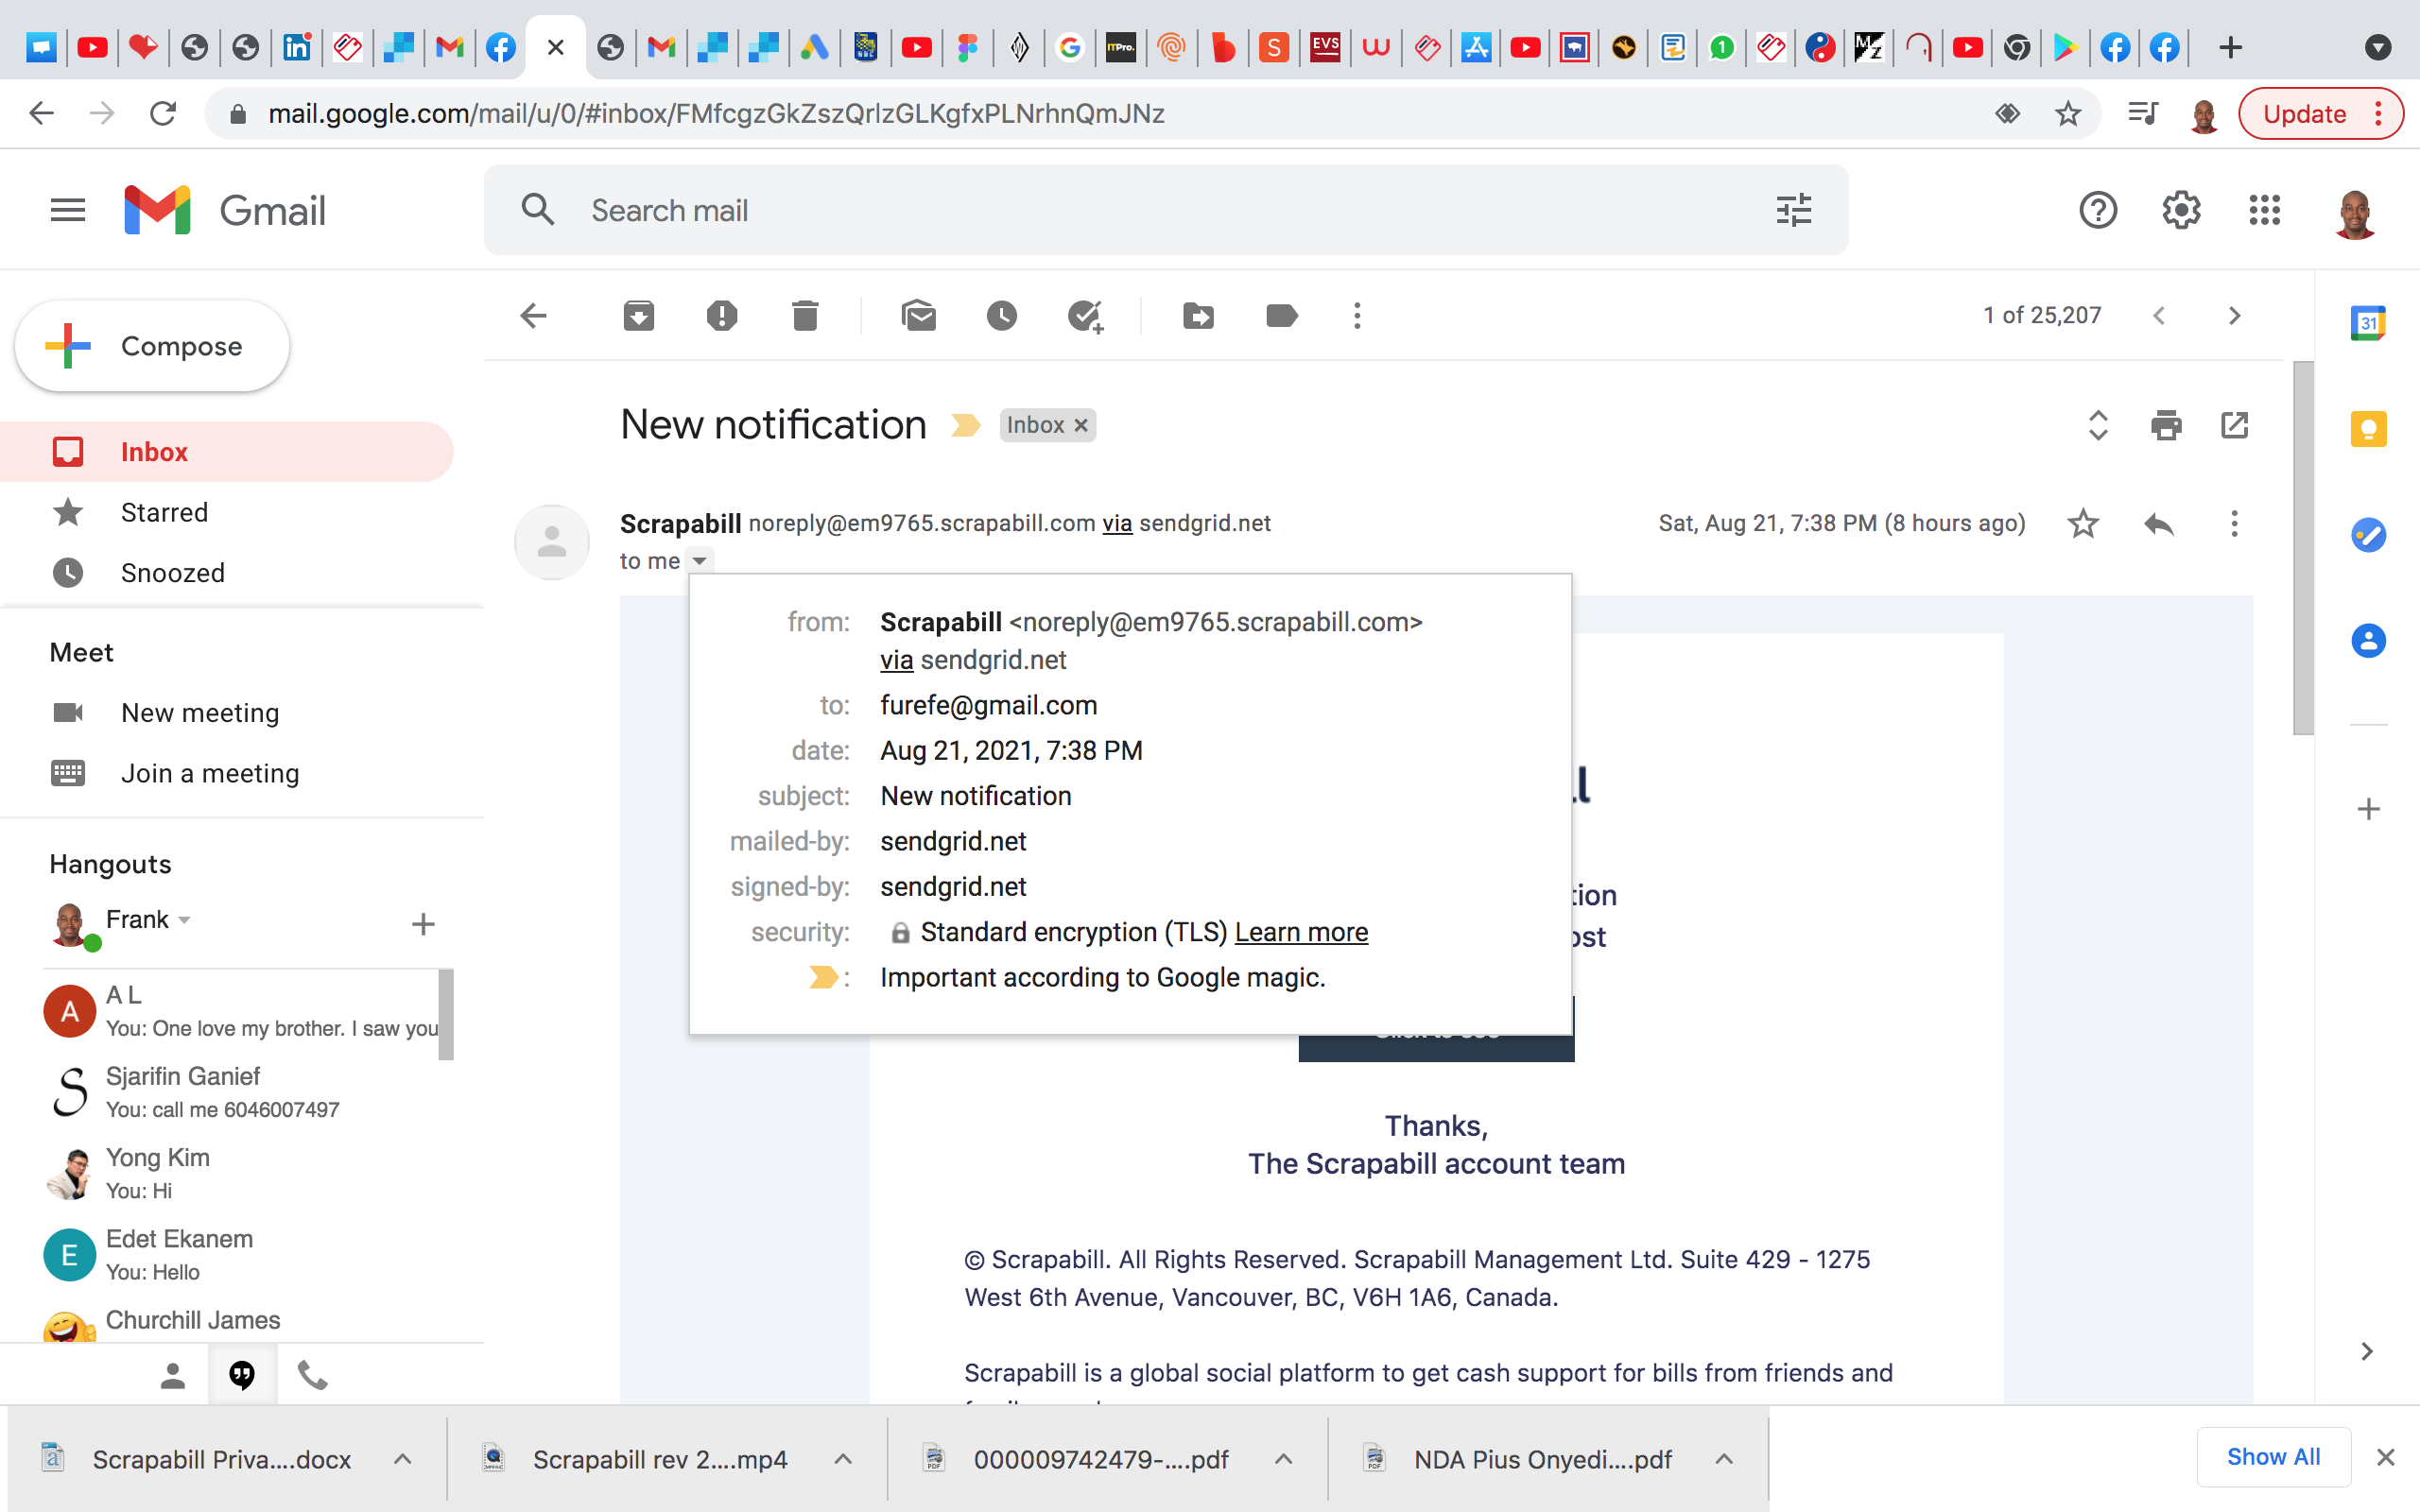 ITPro.
S
EVS
1
mail.google.com/mail/u/0/#inbox/FMfcgzGkZszQrlzGLKgfxPLNrhnQmJNz
Update
Gmail
Search mail
Compose
1 of 25,207
31
New notification
Inbox ×
Inbox
Starred
Snoozed
Scrapabill noreply@em9765.scrapabill.com via sendgrid.net
Sat, Aug 21, 7:38 PM (8 hours ago)
to me
from: Scrapabill <noreply@em9765.scrapabill.com>
via sendgrid.net
to: furefe@gmail.com
date: Aug 21, 2021, 7:38 PM
subject: New notification
mailed-by: sendgrid.net
signed-by: sendgrid.net
security: Standard encryption (TLS) Learn more
: Important according to Google magic.
Meet
New meeting
Join a meeting
Hangouts
Frank
A
A L
You: One love my brother. I saw you
S
Sjarifin Ganief
You: call me 6046007497
Yong Kim
You: Hi
E
Edet Ekanem
You: Hello
Churchill James
Thanks,
The Scrapabill account team
© Scrapabill. All Rights Reserved. Scrapabill Management Ltd. Suite 429 - 1275
West 6th Avenue, Vancouver, BC, V6H 1A6, Canada.
Scrapabill is a global social platform to get cash support for bills from friends and
Scrapabill Priva....docx
Scrapabill rev 2....mp4
000009742479-....pdf
NDA Pius Onyedi....pdf
Show All